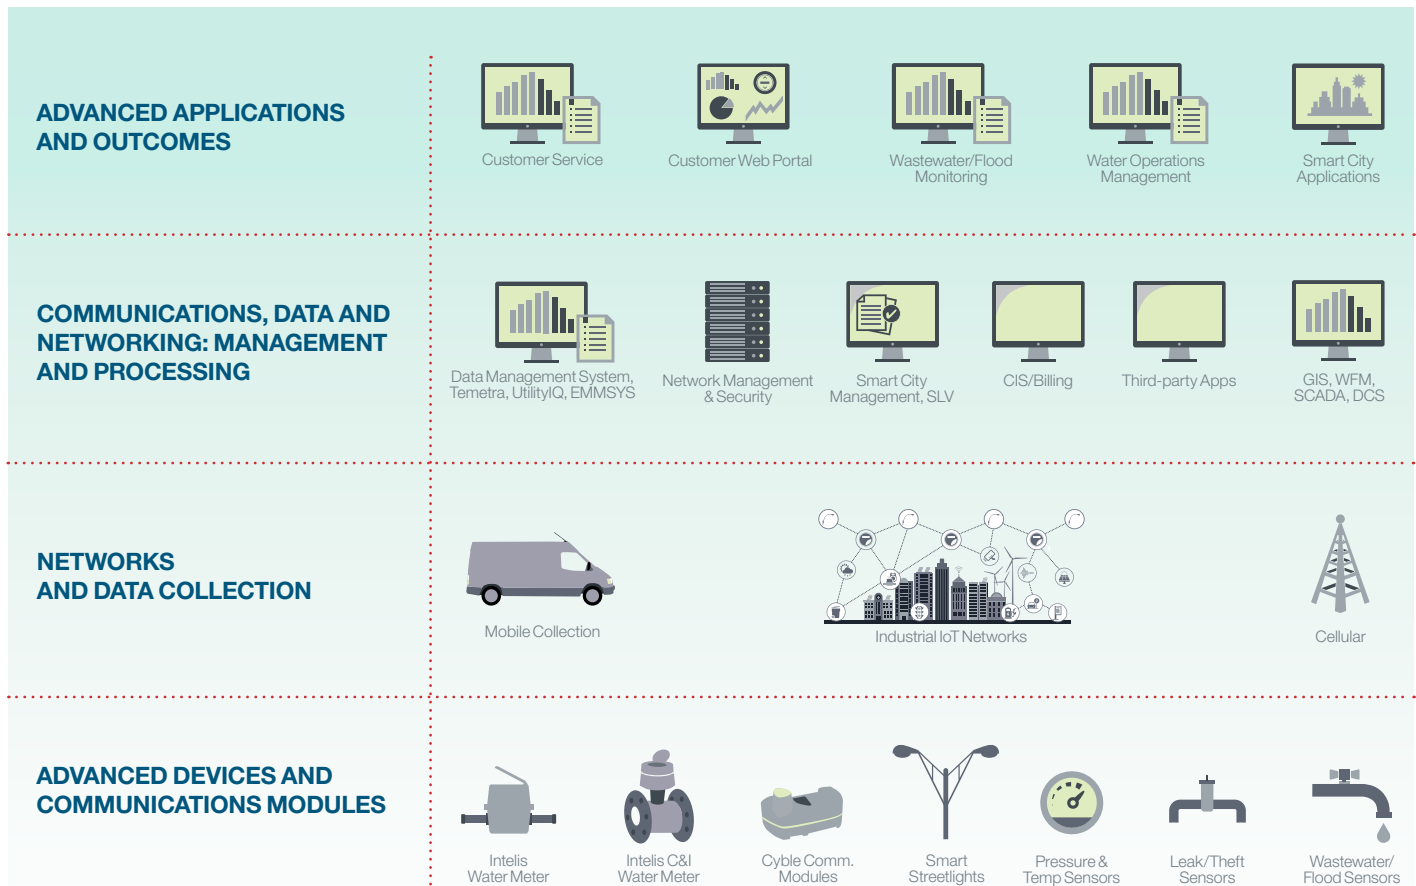 ADVANCED APPLICATIONS
AND OUTCOMES
Customer Service
Customer Web Portal
Wastewater/Flood
Monitoring
Water Operations
Management
Smart City
Applications
COMMUNICATIONS, DATA AND
NETWORKING: MANAGEMENT
AND PROCESSING
Data Management System,
Temetra, UtilityIQ, EMMSYS
Network Management
& Security
Smart City
Management, SLV
CIS/Billing
Third-party Apps
GIS, WFM,
SCADA, DCS
NETWORKS
AND DATA COLLECTION
Mobile Collection
Industrial IoT Networks
Cellular
ADVANCED DEVICES AND
COMMUNICATIONS MODULES
Intelis
Water Meter
Intelis C&I
Water Meter
Cyble Comm.
Modules
Smart
Streetlights
Pressure &
Temp Sensors
Leak/Theft
Sensors
Wastewater/
Flood Sensors